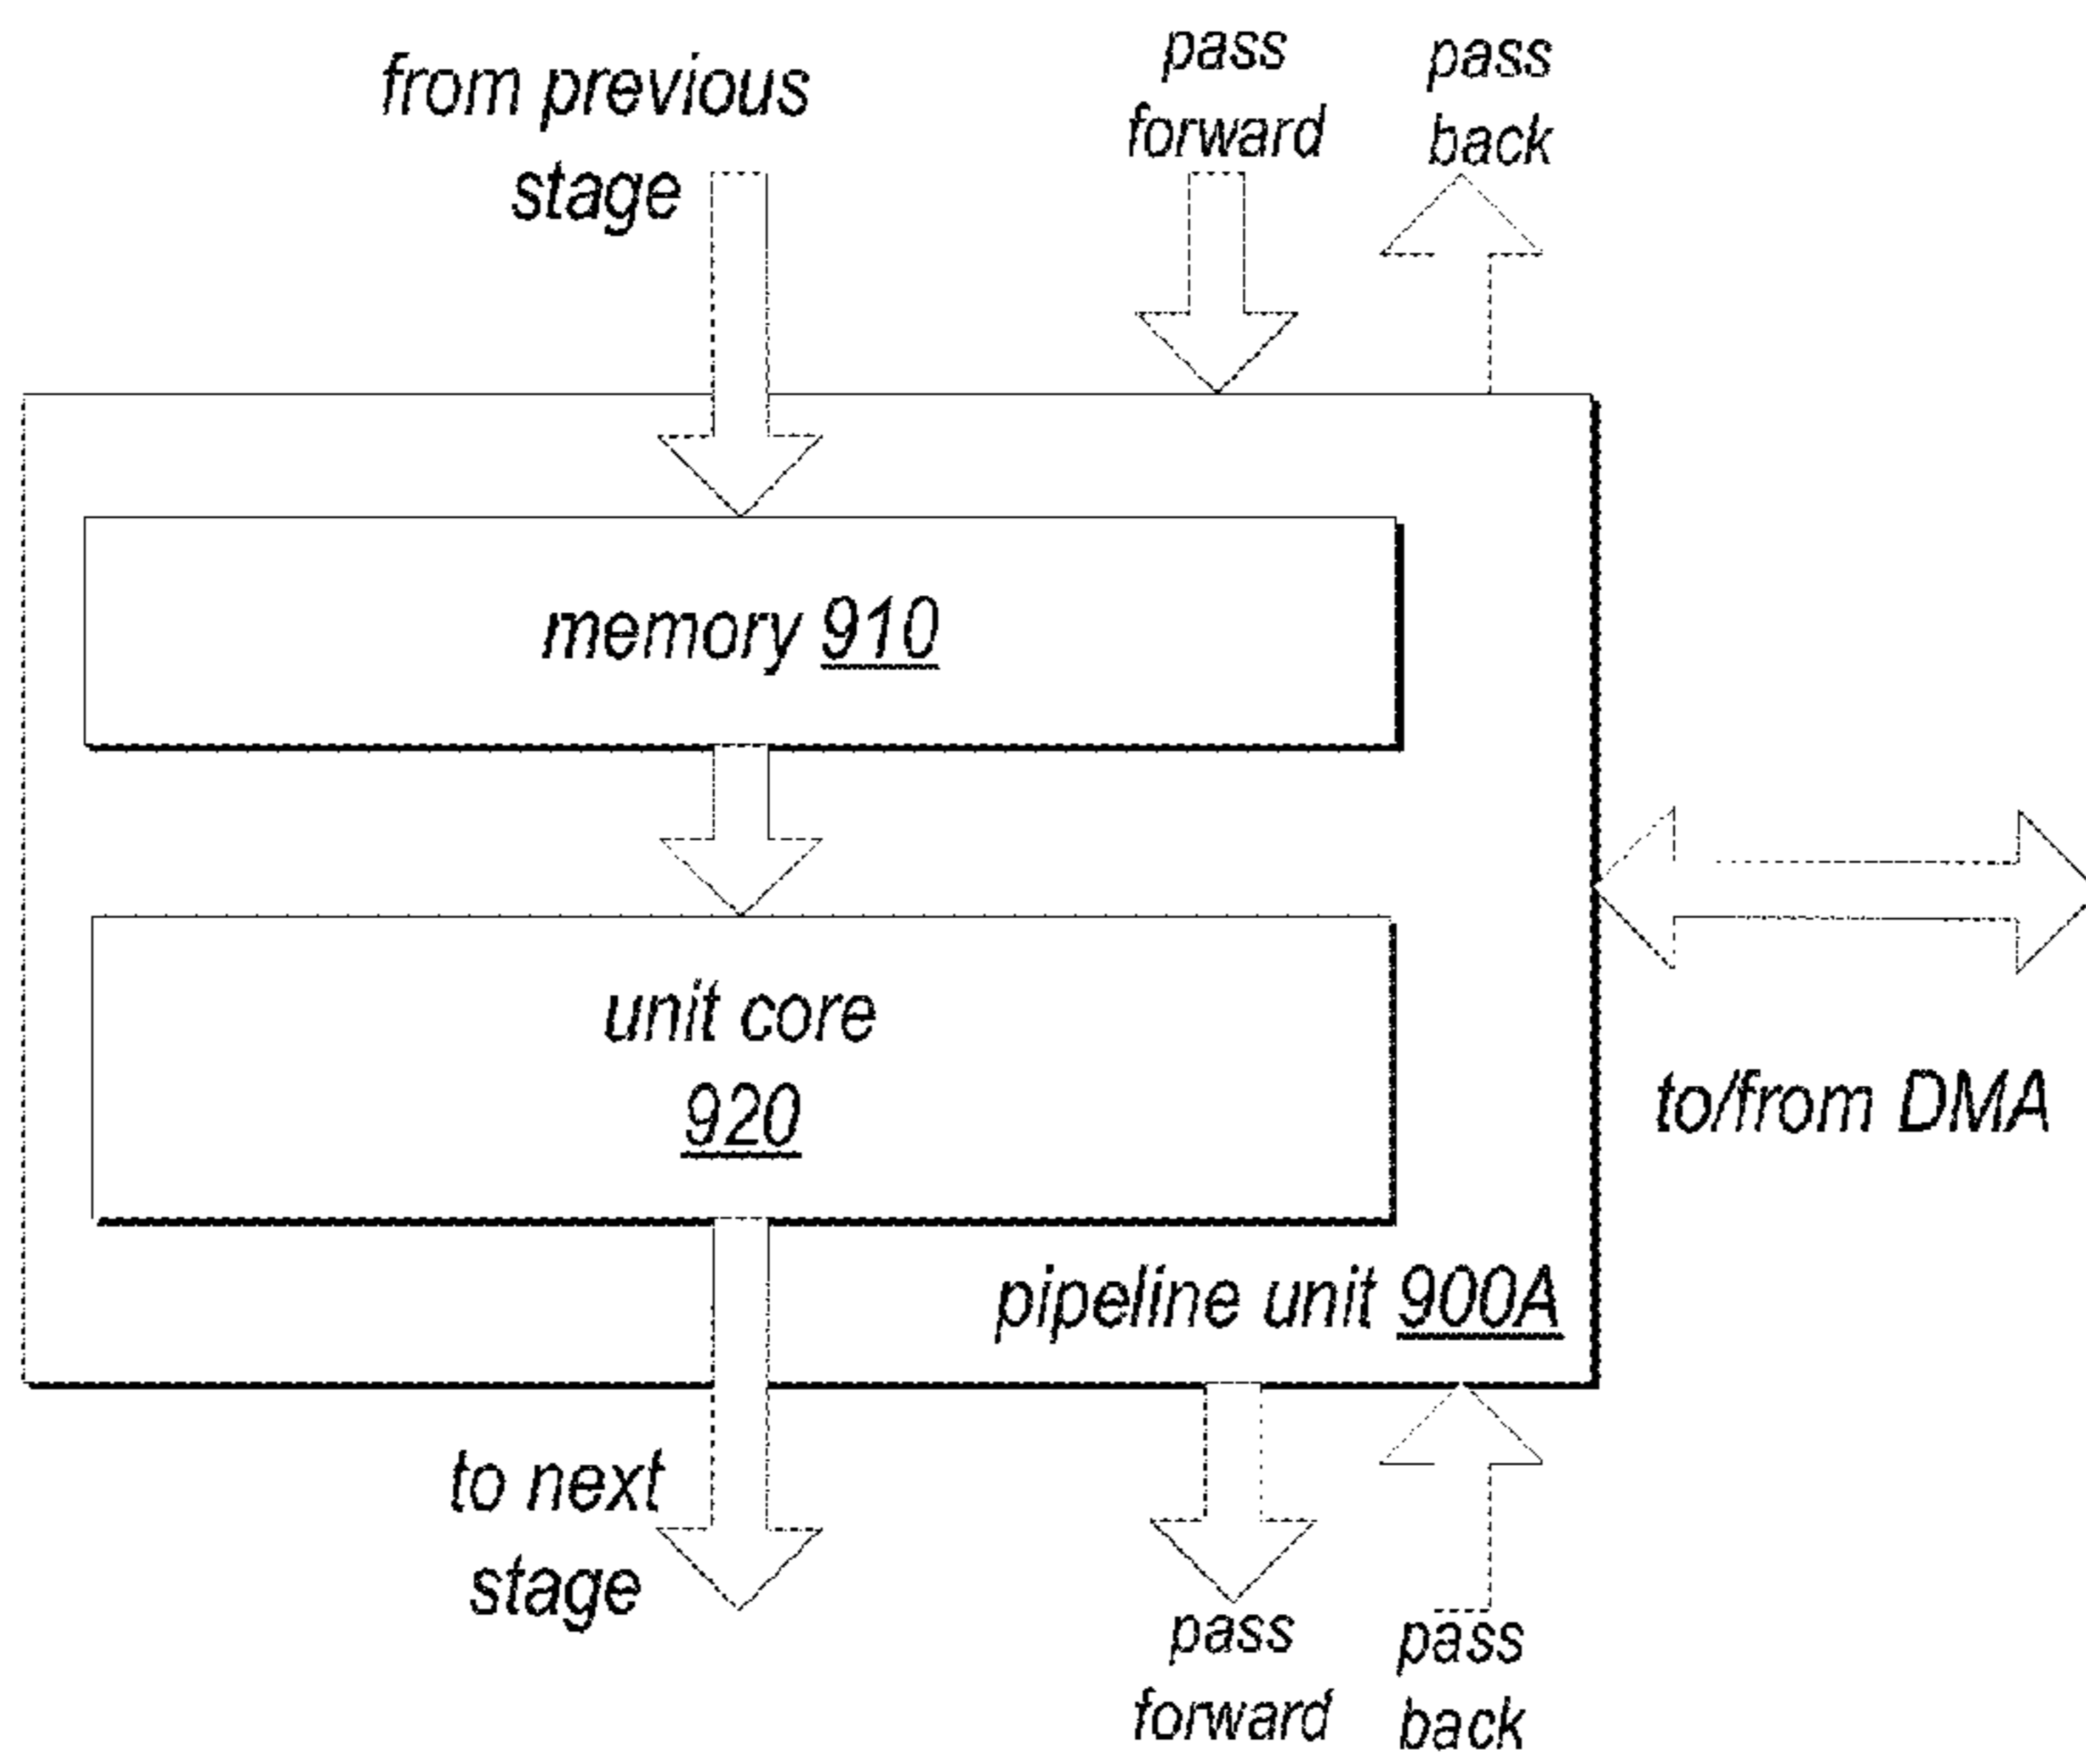 from previous
stage
pass
forward
pass
back
memory 910
unit core
920
to/from DMA
pipeline unit 900A
to next
stage
pass
forward
pass
back